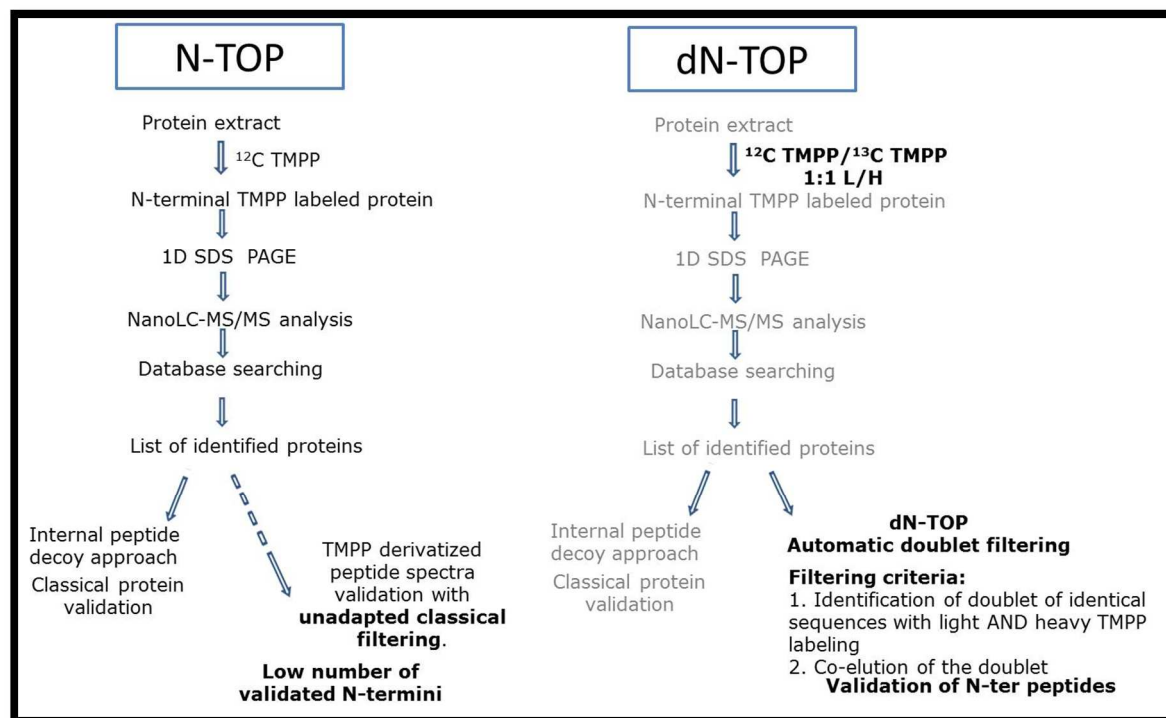 N-TOP
Protein extract
¹²C TMPP
N-terminal TMPP labeled protein
1D SDS PAGE
NanoLC-MS/MS analysis
Database searching
List of identified proteins
Internal peptide
decoy approach
Classical protein
validation
TMPP derivatized
peptide spectra
validation with
unadapted classical
filtering.
Low number of
validated N-termini
dN-TOP
Protein extract
¹²C TMPP/¹³C TMPP
1:1 L/H
N-terminal TMPP labeled protein
1D SDS PAGE
NanoLC-MS/MS analysis
Database searching
List of identified proteins
Internal peptide
decoy approach
Classical protein
validation
dN-TOP
Automatic doublet filtering
Filtering criteria:
1. Identification of doublet of identical
sequences with light AND heavy TMPP
labeling
2. Co-elution of the doublet
Validation of N-ter peptides